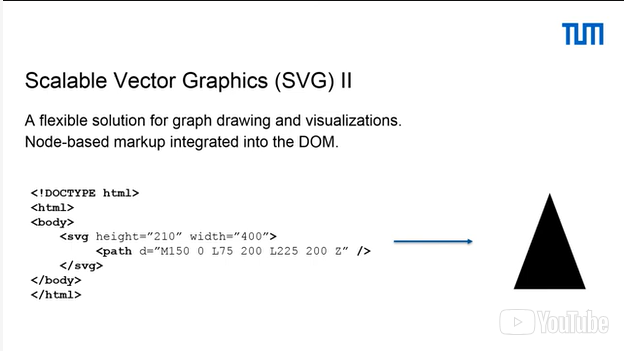 TUM
Scalable Vector Graphics (SVG) II
A flexible solution for graph drawing and visualizations.
Node-based markup integrated into the DOM.
<!DOCTYPE html>
<html>
<body>
<svg height=”210” width=”400”>
<path d=”M150 0 L75 200 L225 200 Z” />
</svg>
</body>
</html>
YouTube